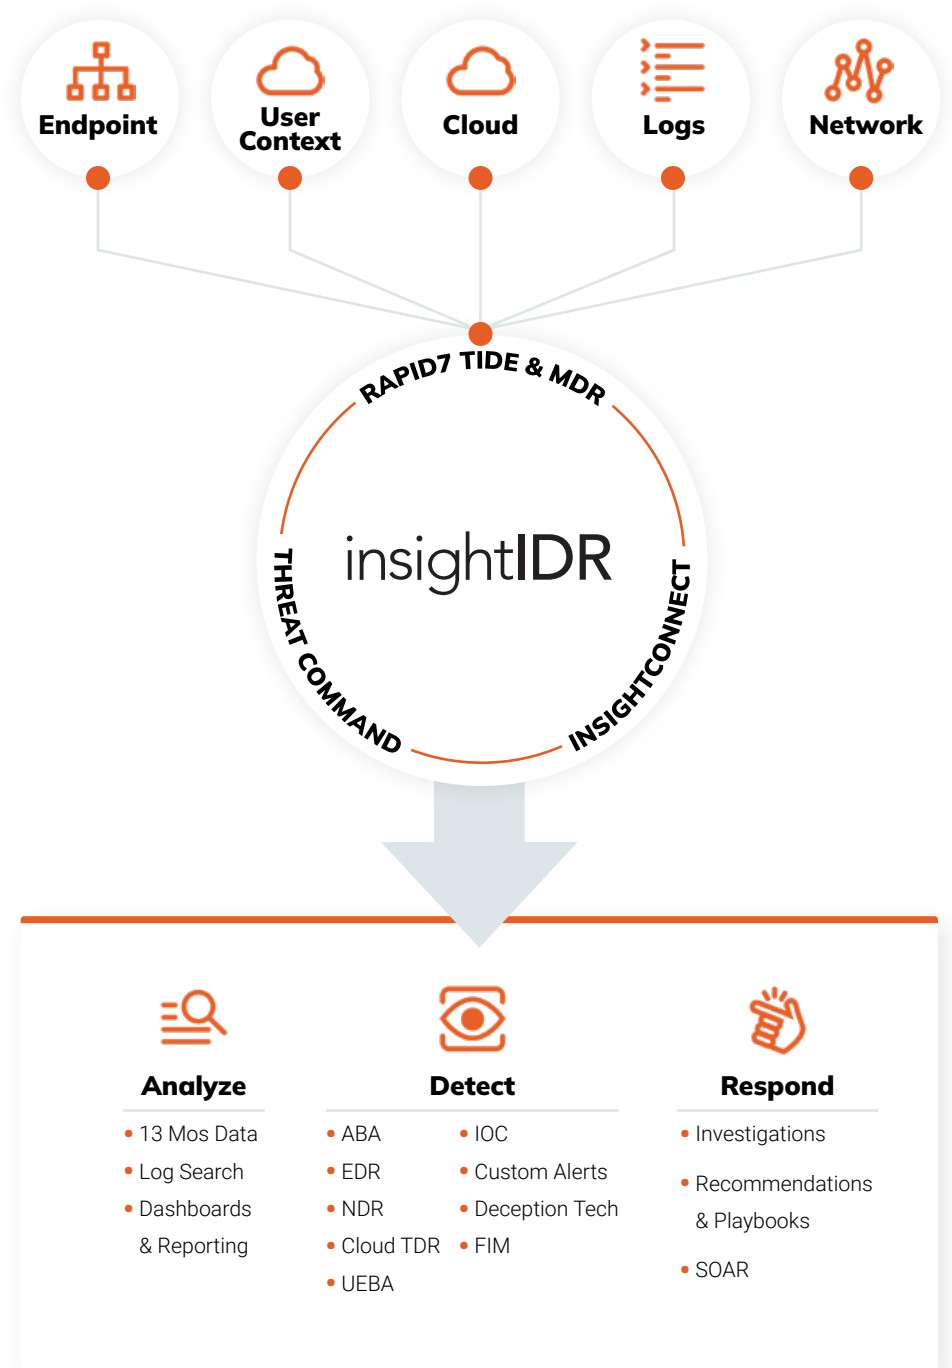 Endpoint
User
Context
Cloud
Logs
Network
RAPID7 TIDE & MDR
insightIDR
THREAT COMMAND
INSIGHTCONNECT
Analyze
• 13 Mos Data
• Log Search
• Dashboards
& Reporting
Detect
• ABA
• EDR
• NDR
• Cloud TDR
• UEBA
• IOC
• Custom Alerts
• Deception Tech
• FIM
Respond
• Investigations
• Recommendations
& Playbooks
• SOAR